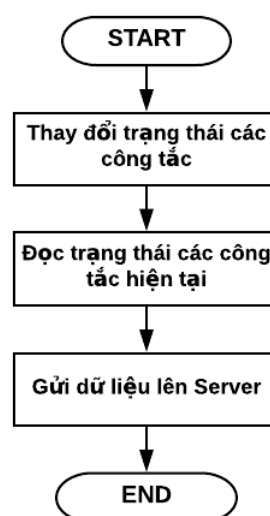 START
Thay đổi trạng thái các
công tắc
Đọc trạng thái các công
tắc hiện tại
Gửi dữ liệu lên Server
END